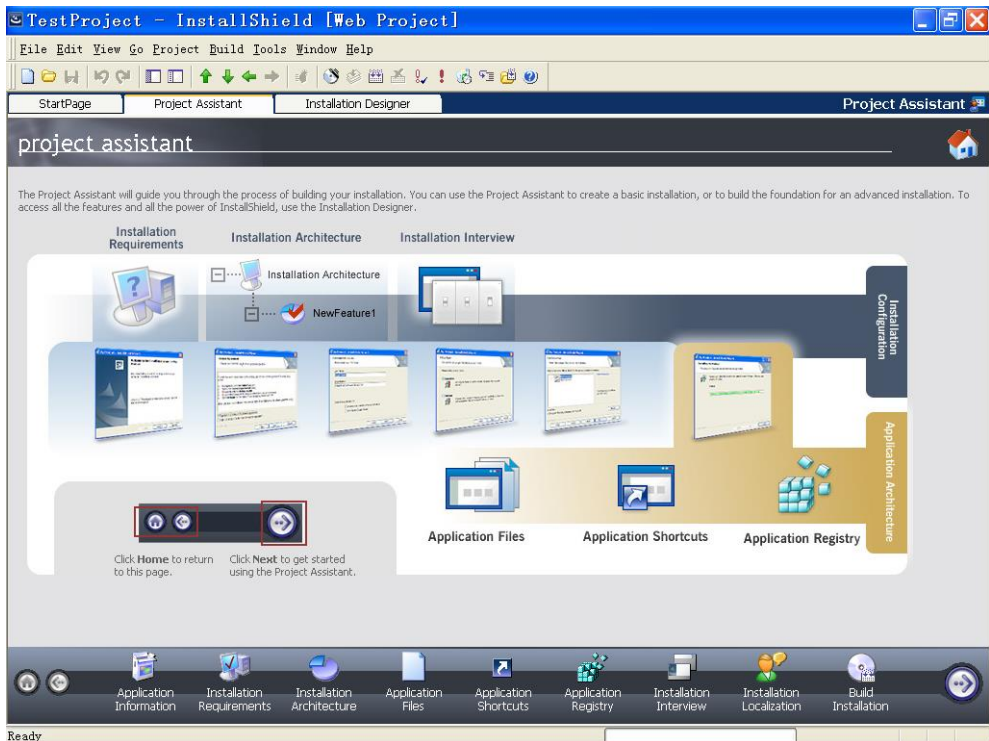 TestProject - InstallShield [Web Project]
File Edit View Go Project Build Tools Window Help
StartPage
Project Assistant
Installation Designer
Project Assistant
project assistant
The Project Assistant will guide you through the process of building your installation. You can use the Project Assistant to create a basic installation, or to build the foundation for an advanced installation. To
access all the features and all the power of InstallShield, use the Installation Designer.
Installation
Requirements
Installation Architecture
Installation Interview
Installation Architecture
NewFeature1
Installation
Configuration
Application Architecture
Application Files
Application Shortcuts
Application Registry
Click Home to return
to this page.
Click Next to get started
using the Project Assistant.
Application
Information
Installation
Requirements
Installation
Architecture
Application
Files
Application
Shortcuts
Application
Registry
Installation
Interview
Installation
Localization
Build
Installation
Ready